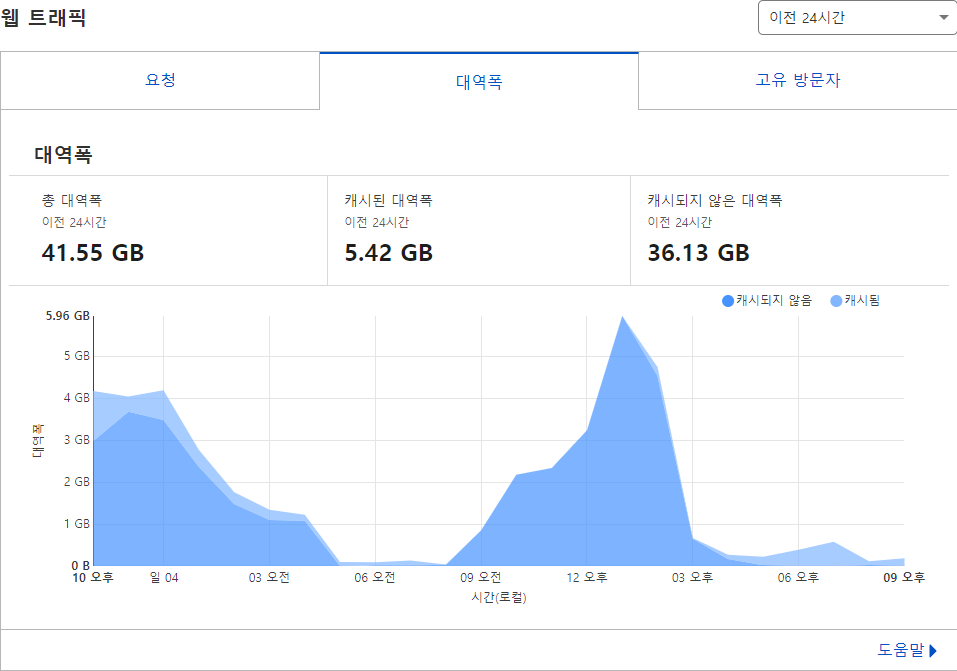 웹 트래픽
이전 24시간
요청
대역폭
고유 방문자
대역폭
총 대역폭
이전 24시간
41.55 GB
캐시된 대역폭
이전 24시간
5.42 GB
캐시되지 않은 대역폭
이전 24시간
36.13 GB
캐시되지 않음 캐시됨
5.96 GB
5 GB
4 GB
3 GB
2 GB
1 GB
0 B
대역폭
10 오후 일 04 03 오전 06 오전 09 오전 12 오후 03 오후 06 오후 09 오후
시간(로컬)
도움말